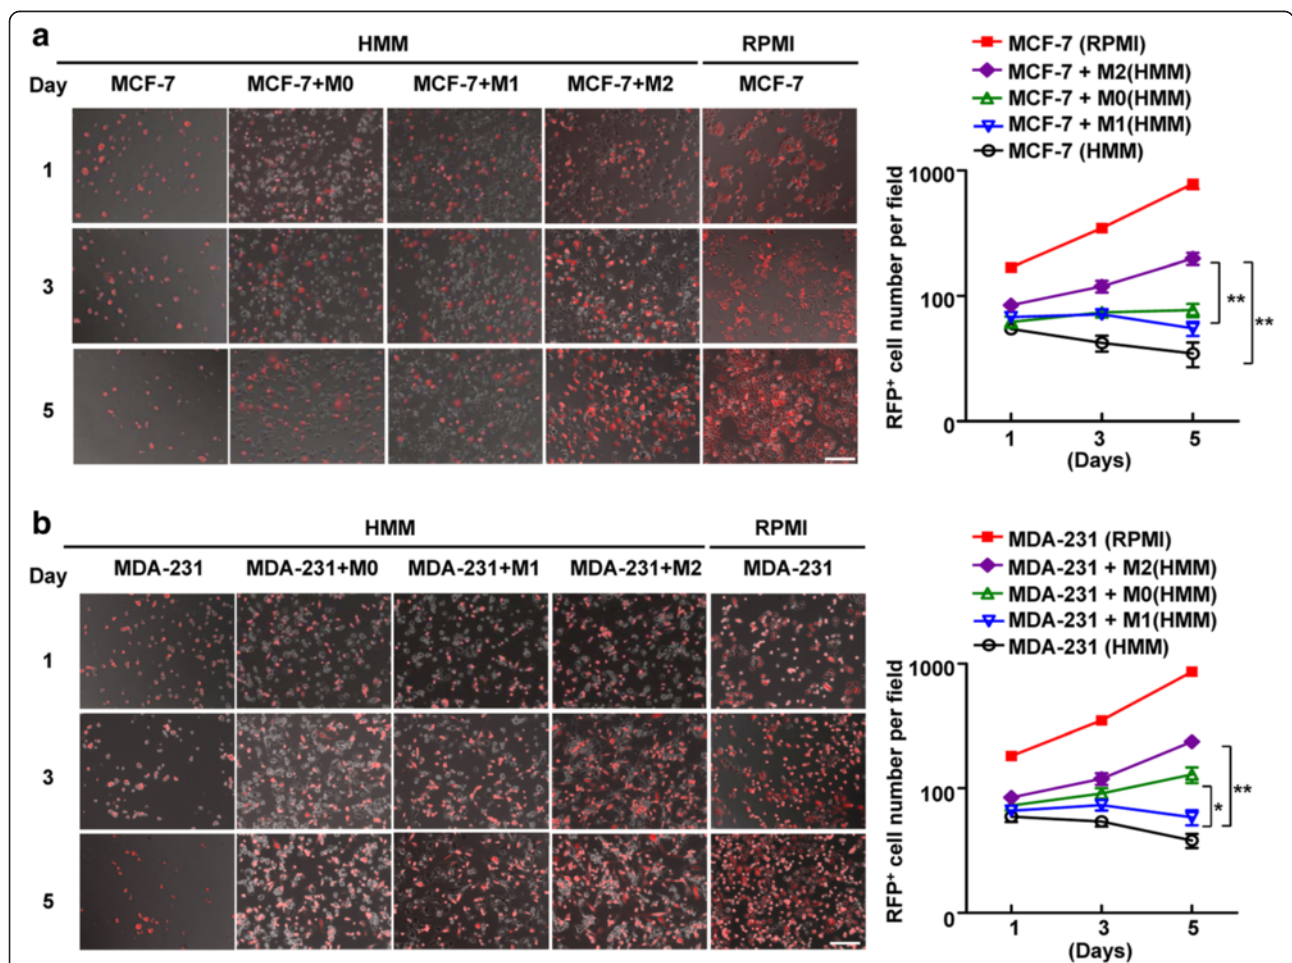 a
HMM
RPMI
Day
MCF-7
MCF-7+M0
MCF-7+M1
MCF-7+M2
MCF-7
1
3
5
MCF-7 (RPMI)
MCF-7 + M2(HMM)
MCF-7 + M0(HMM)
MCF-7 + M1(HMM)
MCF-7 (HMM)
RFP+ cell number per field
1000
100
0
**
**
1
3
5
(Days)
b
HMM
RPMI
Day
MDA-231
MDA-231+M0
MDA-231+M1
MDA-231+M2
MDA-231
1
3
5
MDA-231 (RPMI)
MDA-231 + M2(HMM)
MDA-231 + M0(HMM)
MDA-231 + M1(HMM)
MDA-231 (HMM)
RFP+ cell number per field
1000
100
0
*
**
1
3
5
(Days)